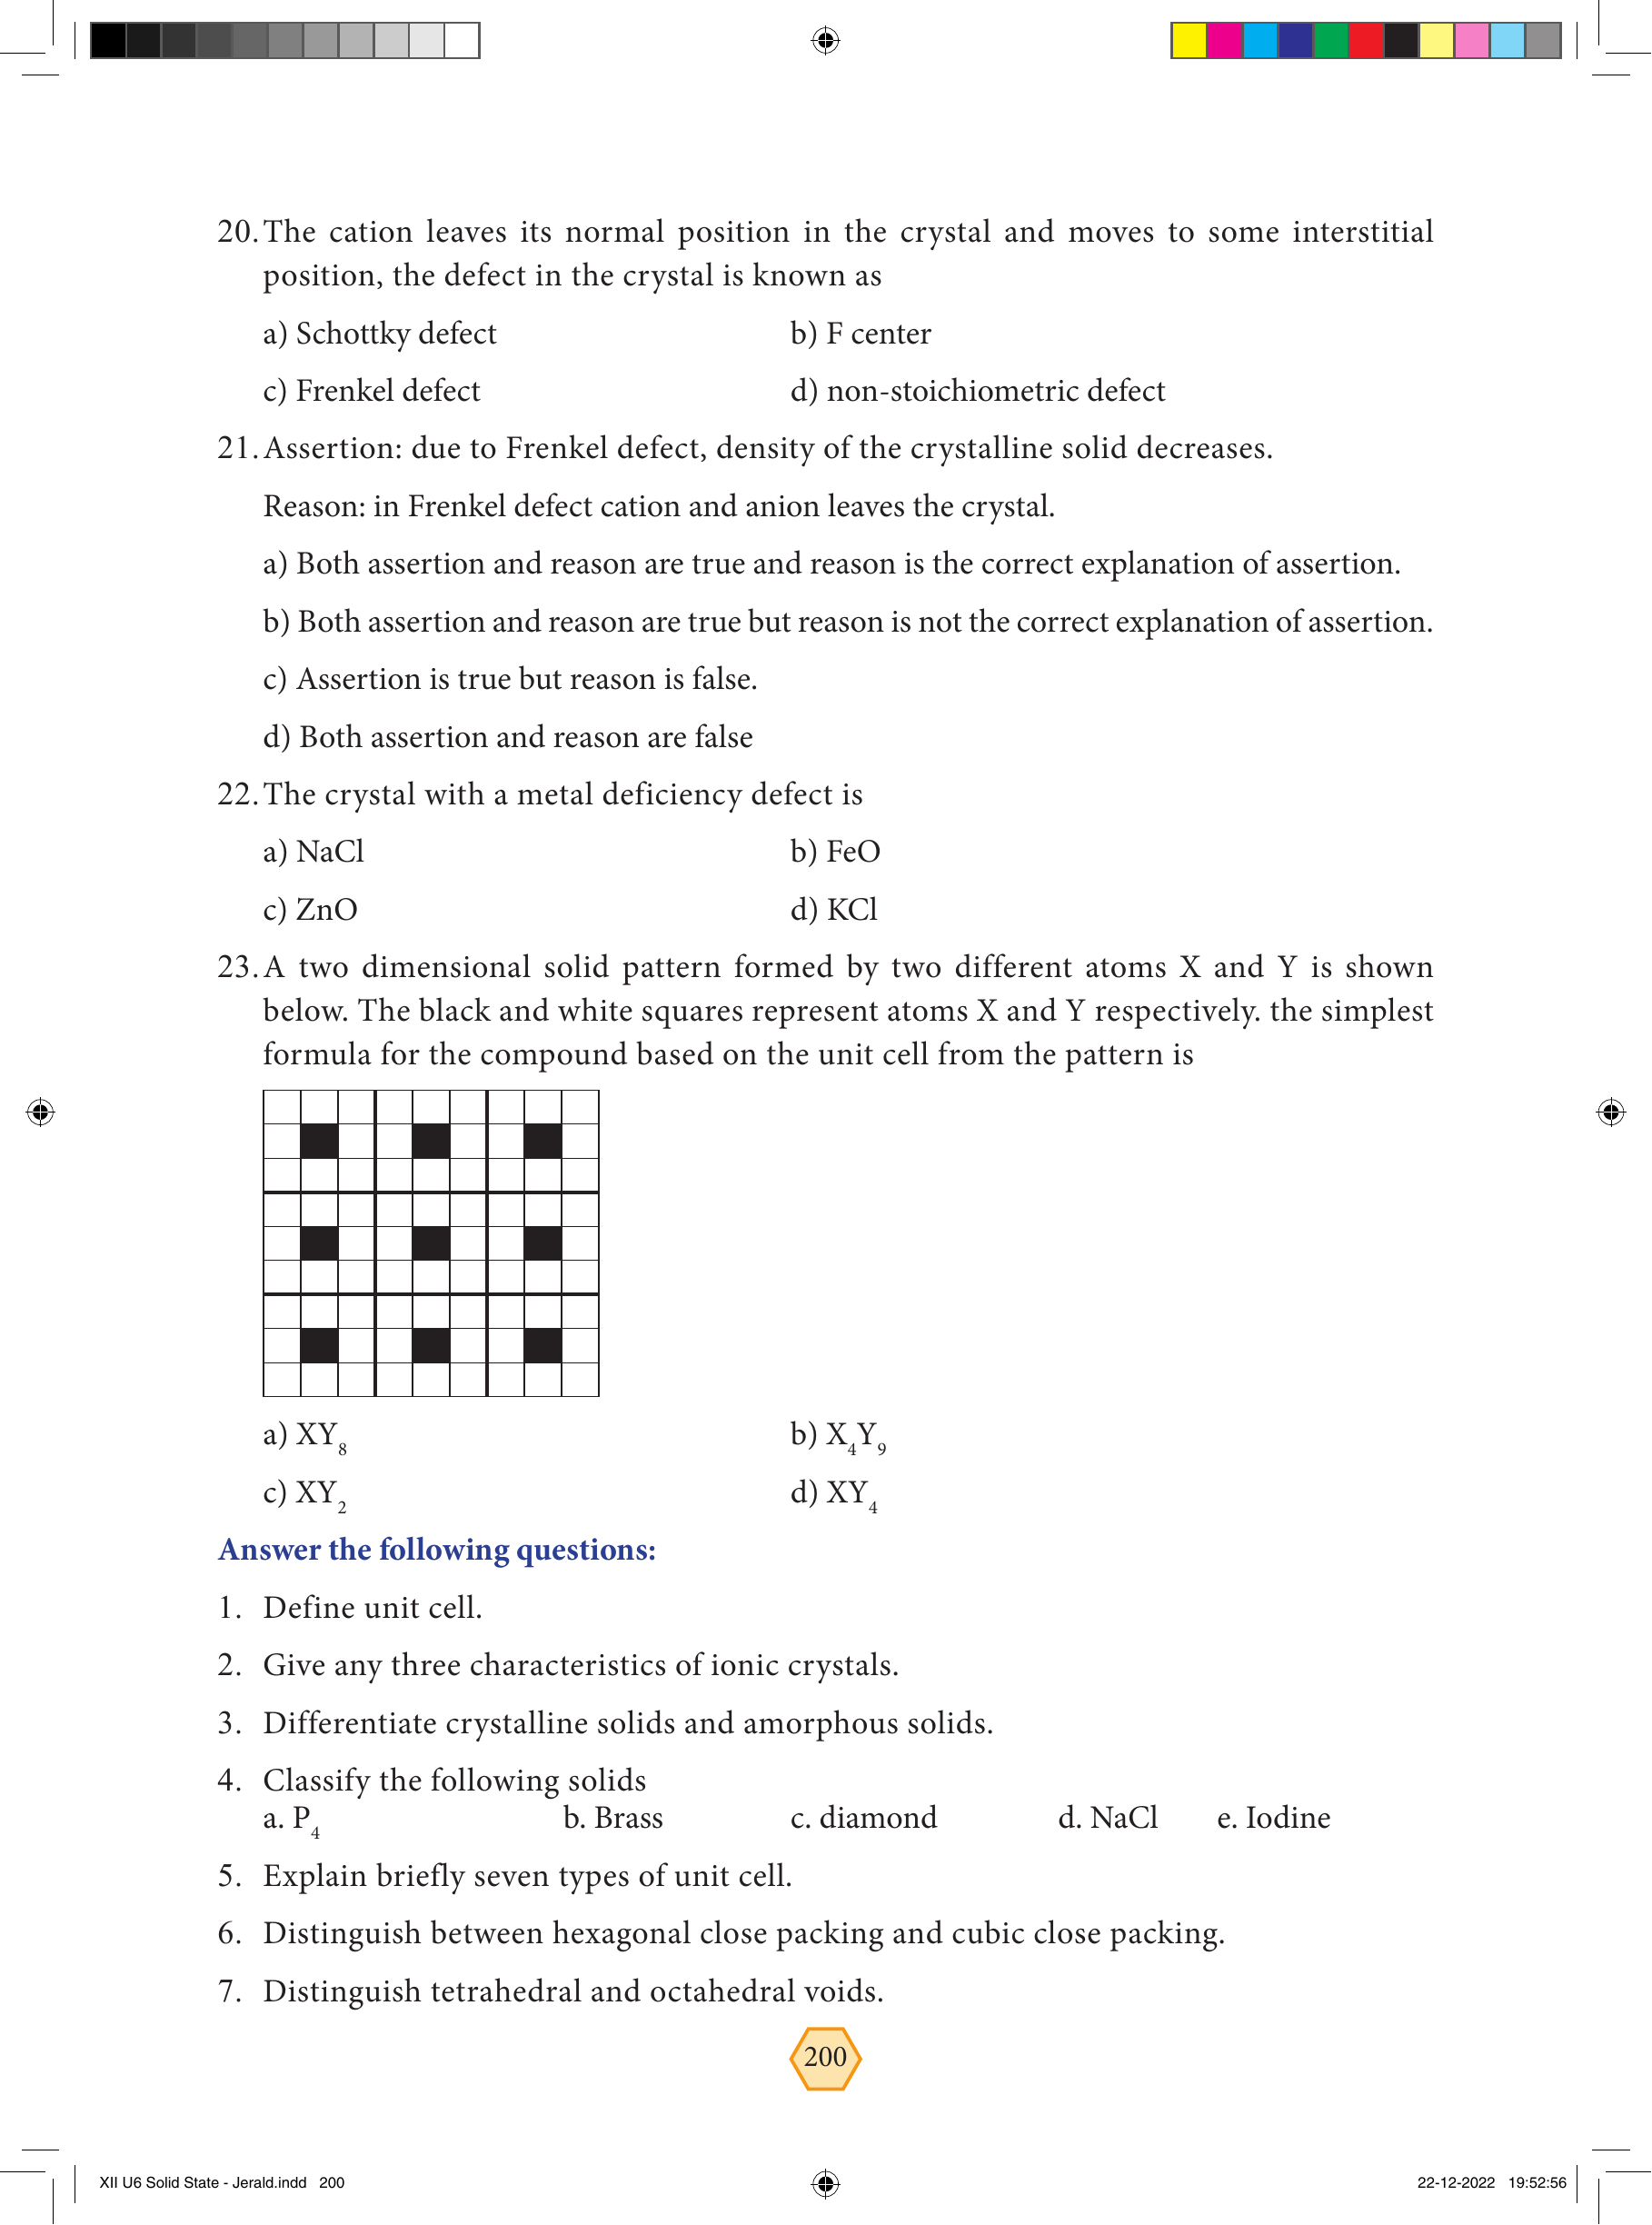 20. The cation leaves its normal position in the crystal and moves to some interstitial
position, the defect in the crystal is known as
a) Schottky defect b) F center
c) Frenkel defect d) non-stoichiometric defect
21. Assertion: due to Frenkel defect, density of the crystalline solid decreases.
Reason: in Frenkel defect cation and anion leaves the crystal.
a) Both assertion and reason are true and reason is the correct explanation of assertion.
b) Both assertion and reason are true but reason is not the correct explanation of assertion.
c) Assertion is true but reason is false.
d) Both assertion and reason are false
22. The crystal with a metal deficiency defect is
a) NaCl b) FeO
c) ZnO d) KCl
23. A two dimensional solid pattern formed by two different atoms X and Y is shown
below. The black and white squares represent atoms X and Y respectively. the simplest
formula for the compound based on the unit cell from the pattern is
a) XY₈ b) X₄Y₉
c) XY₂ d) XY₄
Answer the following questions:
1. Define unit cell.
2. Give any three characteristics of ionic crystals.
3. Differentiate crystalline solids and amorphous solids.
4. Classify the following solids
a. P₄ b. Brass c. diamond d. NaCl e. Iodine
5. Explain briefly seven types of unit cell.
6. Distinguish between hexagonal close packing and cubic close packing.
7. Distinguish tetrahedral and octahedral voids.
200
XII U6 Solid State - Jerald.indd 200 22-12-2022 19:52:56